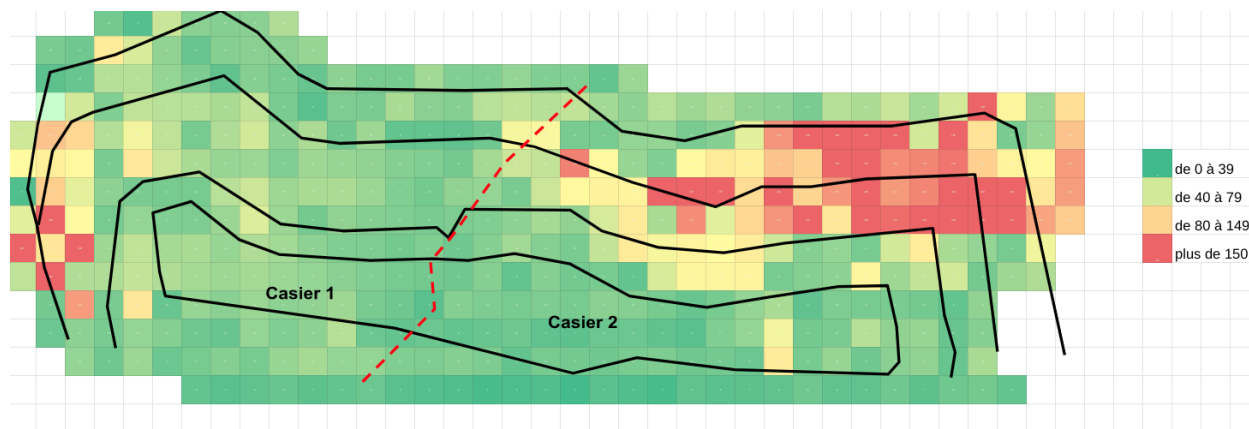 de 0 à 39
de 40 à 79
de 80 à 149
plus de 150
Casier 1
Casier 2